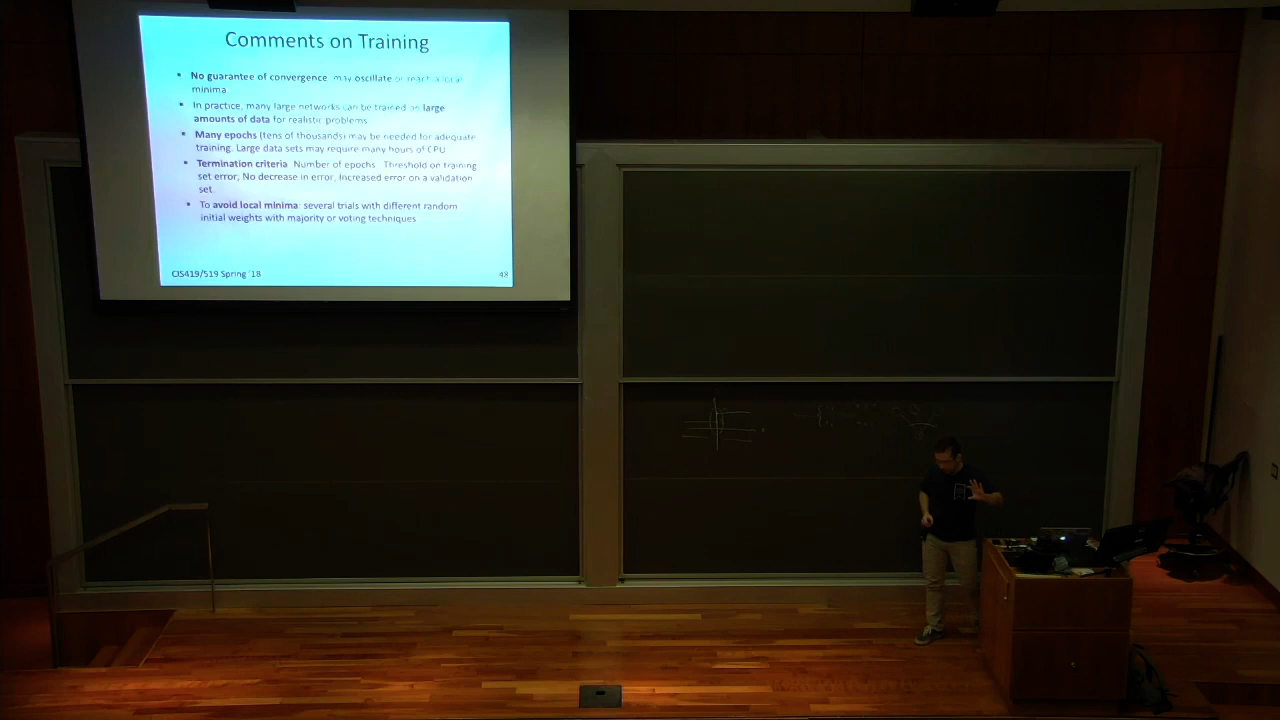 Comments on Training
No guarantee of convergence may oscillate or reach a local
minima
In practice, many large networks can be trained on large
amounts of data for realistic problems
Many epochs (tens of thousands) may be needed for adequate
training. Large data sets may require many hours of CPU
Termination criteria Number of epochs Threshold on training
set error, No decrease in error, Increased error on a validation
set
To avoid local minima: several trials with different random
initial weights with majority or voting techniques
CIS419/519 Spring '18
48